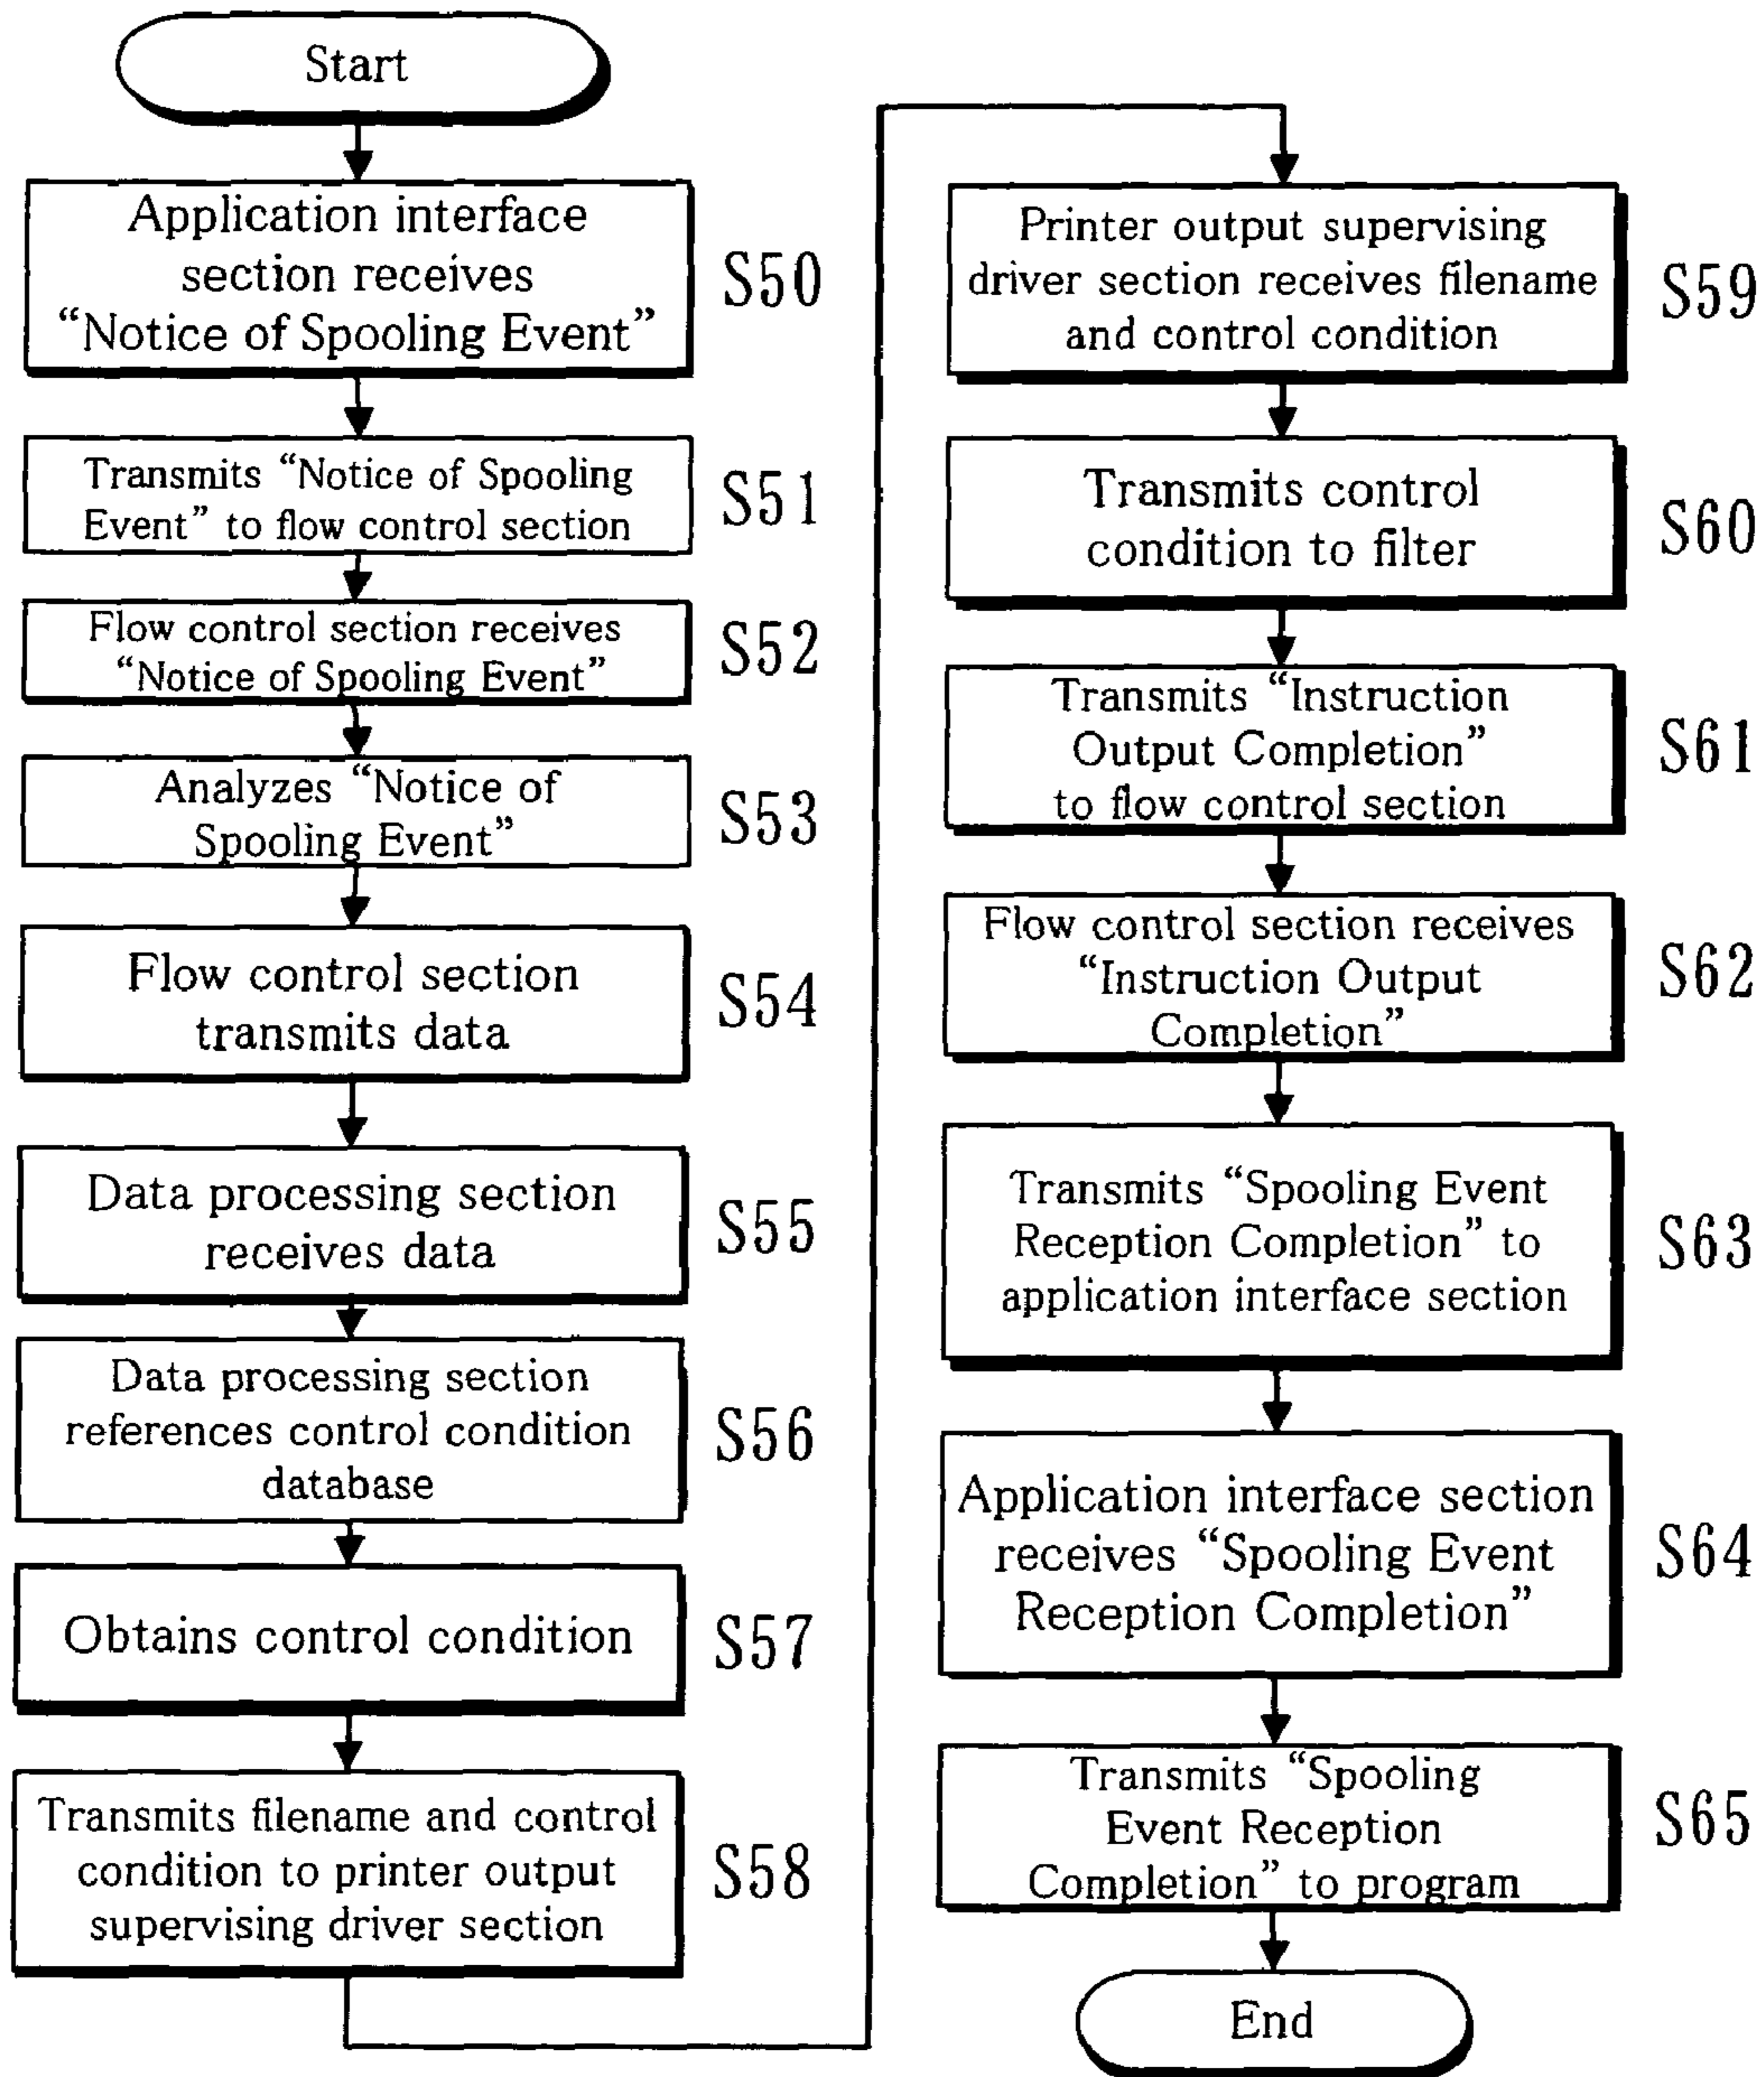 Start
Application interface
section receives
“Notice of Spooling Event”
S50
Transmits “Notice of Spooling
Event” to flow control section
S51
Flow control section receives
“Notice of Spooling Event”
S52
Analyzes “Notice of
Spooling Event”
S53
Flow control section
transmits data
S54
Data processing section
receives data
S55
Data processing section
references control condition
database
S56
Obtains control condition
S57
Transmits filename and control
condition to printer output
supervising driver section
S58
Printer output supervising
driver section receives filename
and control condition
S59
Transmits control
condition to filter
S60
Transmits “Instruction
Output Completion”
to flow control section
S61
Flow control section receives
“Instruction Output
Completion”
S62
Transmits “Spooling Event
Reception Completion” to
application interface section
S63
Application interface section
receives “Spooling Event
Reception Completion”
S64
Transmits “Spooling
Event Reception
Completion” to program
S65
End